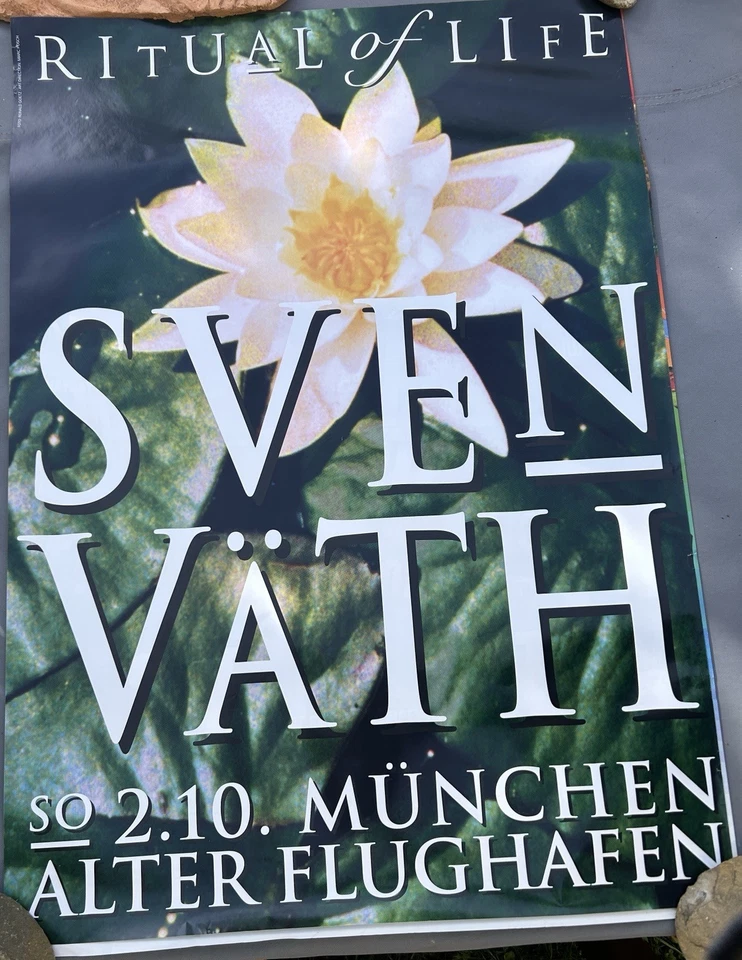 RITUAL of LIFE
SVEN
VÄTH
SO 2.10. MÜNCHEN
ALTER FLUGHAFEN